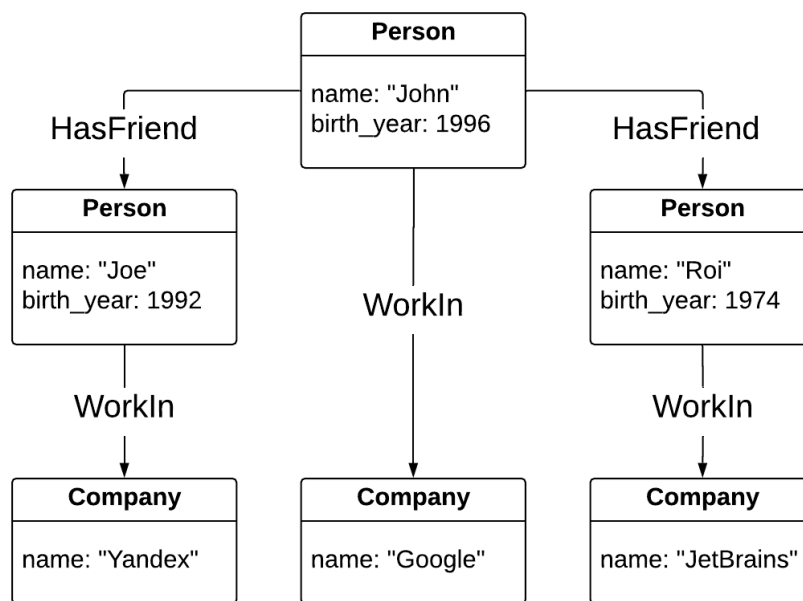 Person
name: "John"
birth_year: 1996
HasFriend
HasFriend
Person
name: "Joe"
birth_year: 1992
WorkIn
Person
name: "Roi"
birth_year: 1974
WorkIn
WorkIn
Company
name: "Yandex"
Company
name: "Google"
Company
name: "JetBrains"